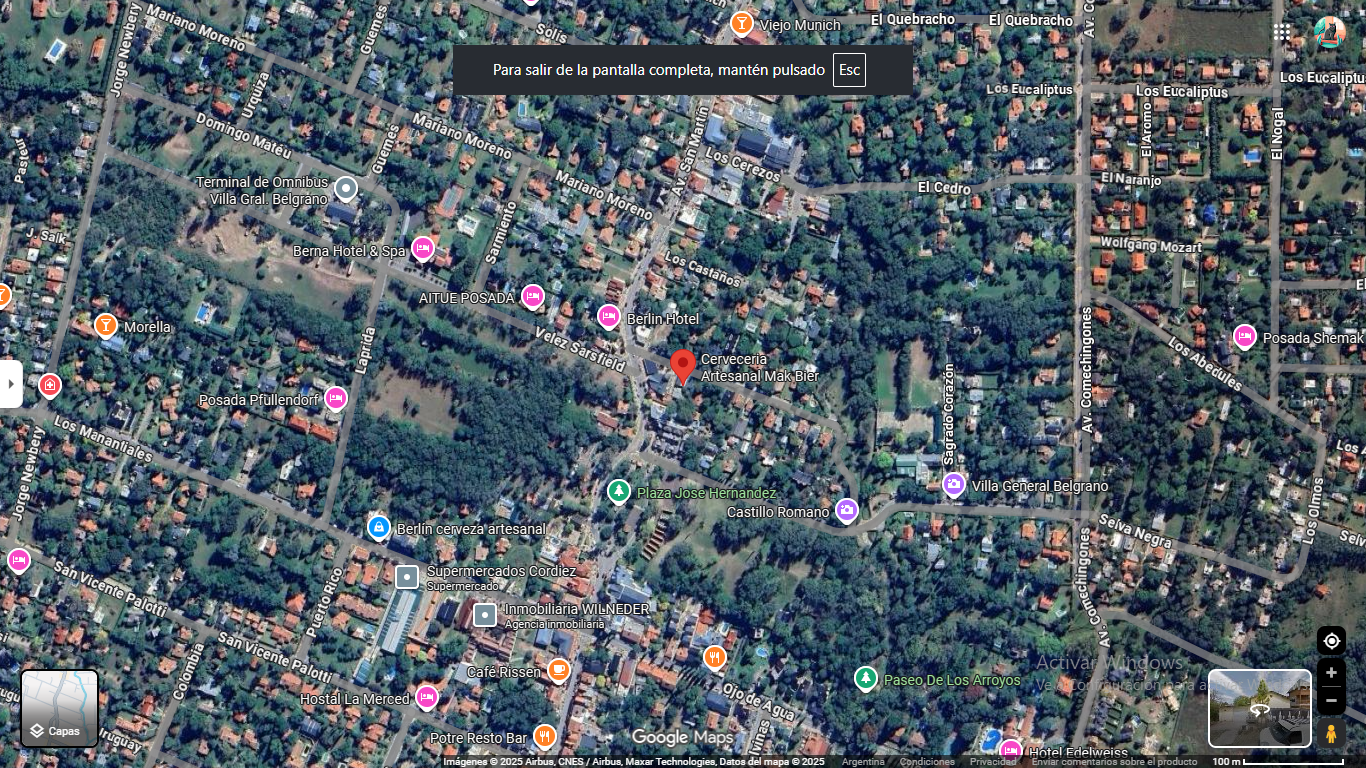 Solís
Viejo Munich
El Quebracho
El Quebracho
Mariano Moreno
Jorge Newbery
Güemes
Para salir de la pantalla completa, mantén pulsado Esc
Los Eucaliptus
Los Eucaliptus
Los Eucaliptus
Urquiza
Domingo Matéu
Güemes
Mariano Moreno
Av. San Martín
El Aromo
El Nogal
Pasteur
Los Cerezos
Terminal de Omnibus
Villa Gral. Belgrano
Mariano Moreno
El Cedro
El Naranjo
J. Salk
Sarmiento
Berna Hotel & Spa
Los Castaños
Wolfgang Mozart
AITUE POSADA
Berlin Hotel
Morella
Laprida
Velez Sarsfield
Cerveceria
Artesanal Mak Bier
Av. Comechingones
Los Abecules
Posada Shemak
Posada Pfullendorf
Sagrado Corazón
Los Manantiales
Jorge Newbery
Plaza Jose Hernandez
Villa General Belgrano
Castillo Romano
Los Olmos
Berlín cerveza artesanal
Selva Negra
Av. Comechingones
Supermercados Cordiez
Supermercado
San Vicente Palotti
Puerto Rico
Inmobiliaria WILNEDER
Agencia inmobiliaria
San Vicente Palotti
Colombia
Café Rissen
Activar Windows
Paseo De Los Arroyos
Hostal La Merced
Ojo de Agua
Capas
Potre Resto Bar
Google Maps
Hotel Edelweiss
Imágenes © 2025 Airbus, CNES / Airbus, Maxar Technologies, Datos del mapa © 2025
Argentina
Condiciones
Privacidad
Enviar comentarios sobre el producto
100 m